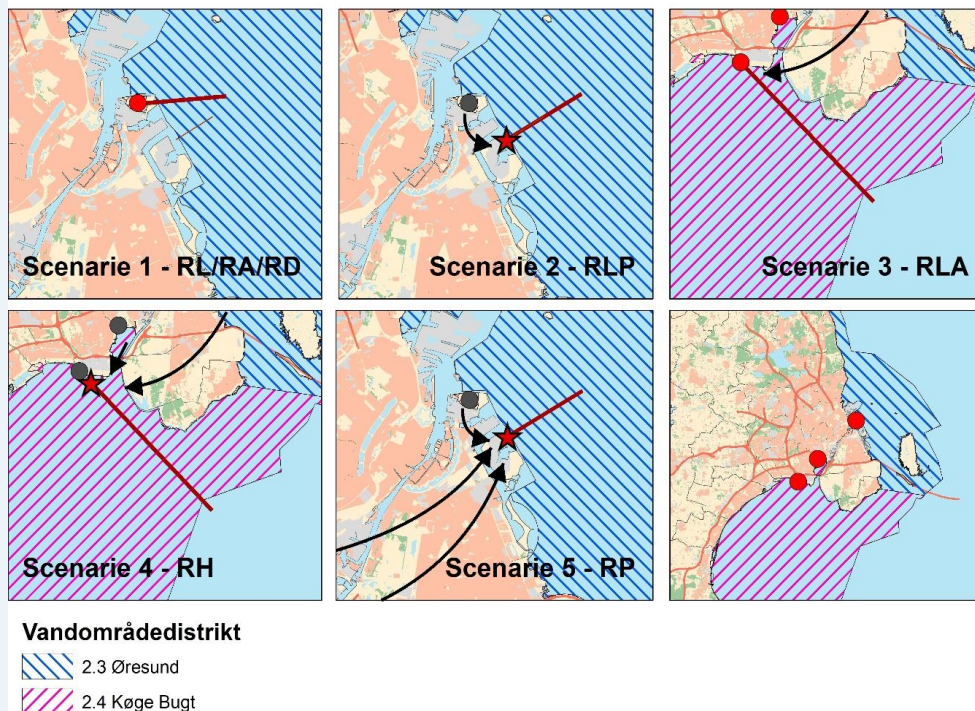 Scenarie 1 - RL/RA/RD
Scenarie 2 - RLP
Scenarie 3 - RLA
Scenarie 4 - RH
Scenarie 5 - RP
Vandområdedistrikt
2.3 Øresund
2.4 Køge Bugt